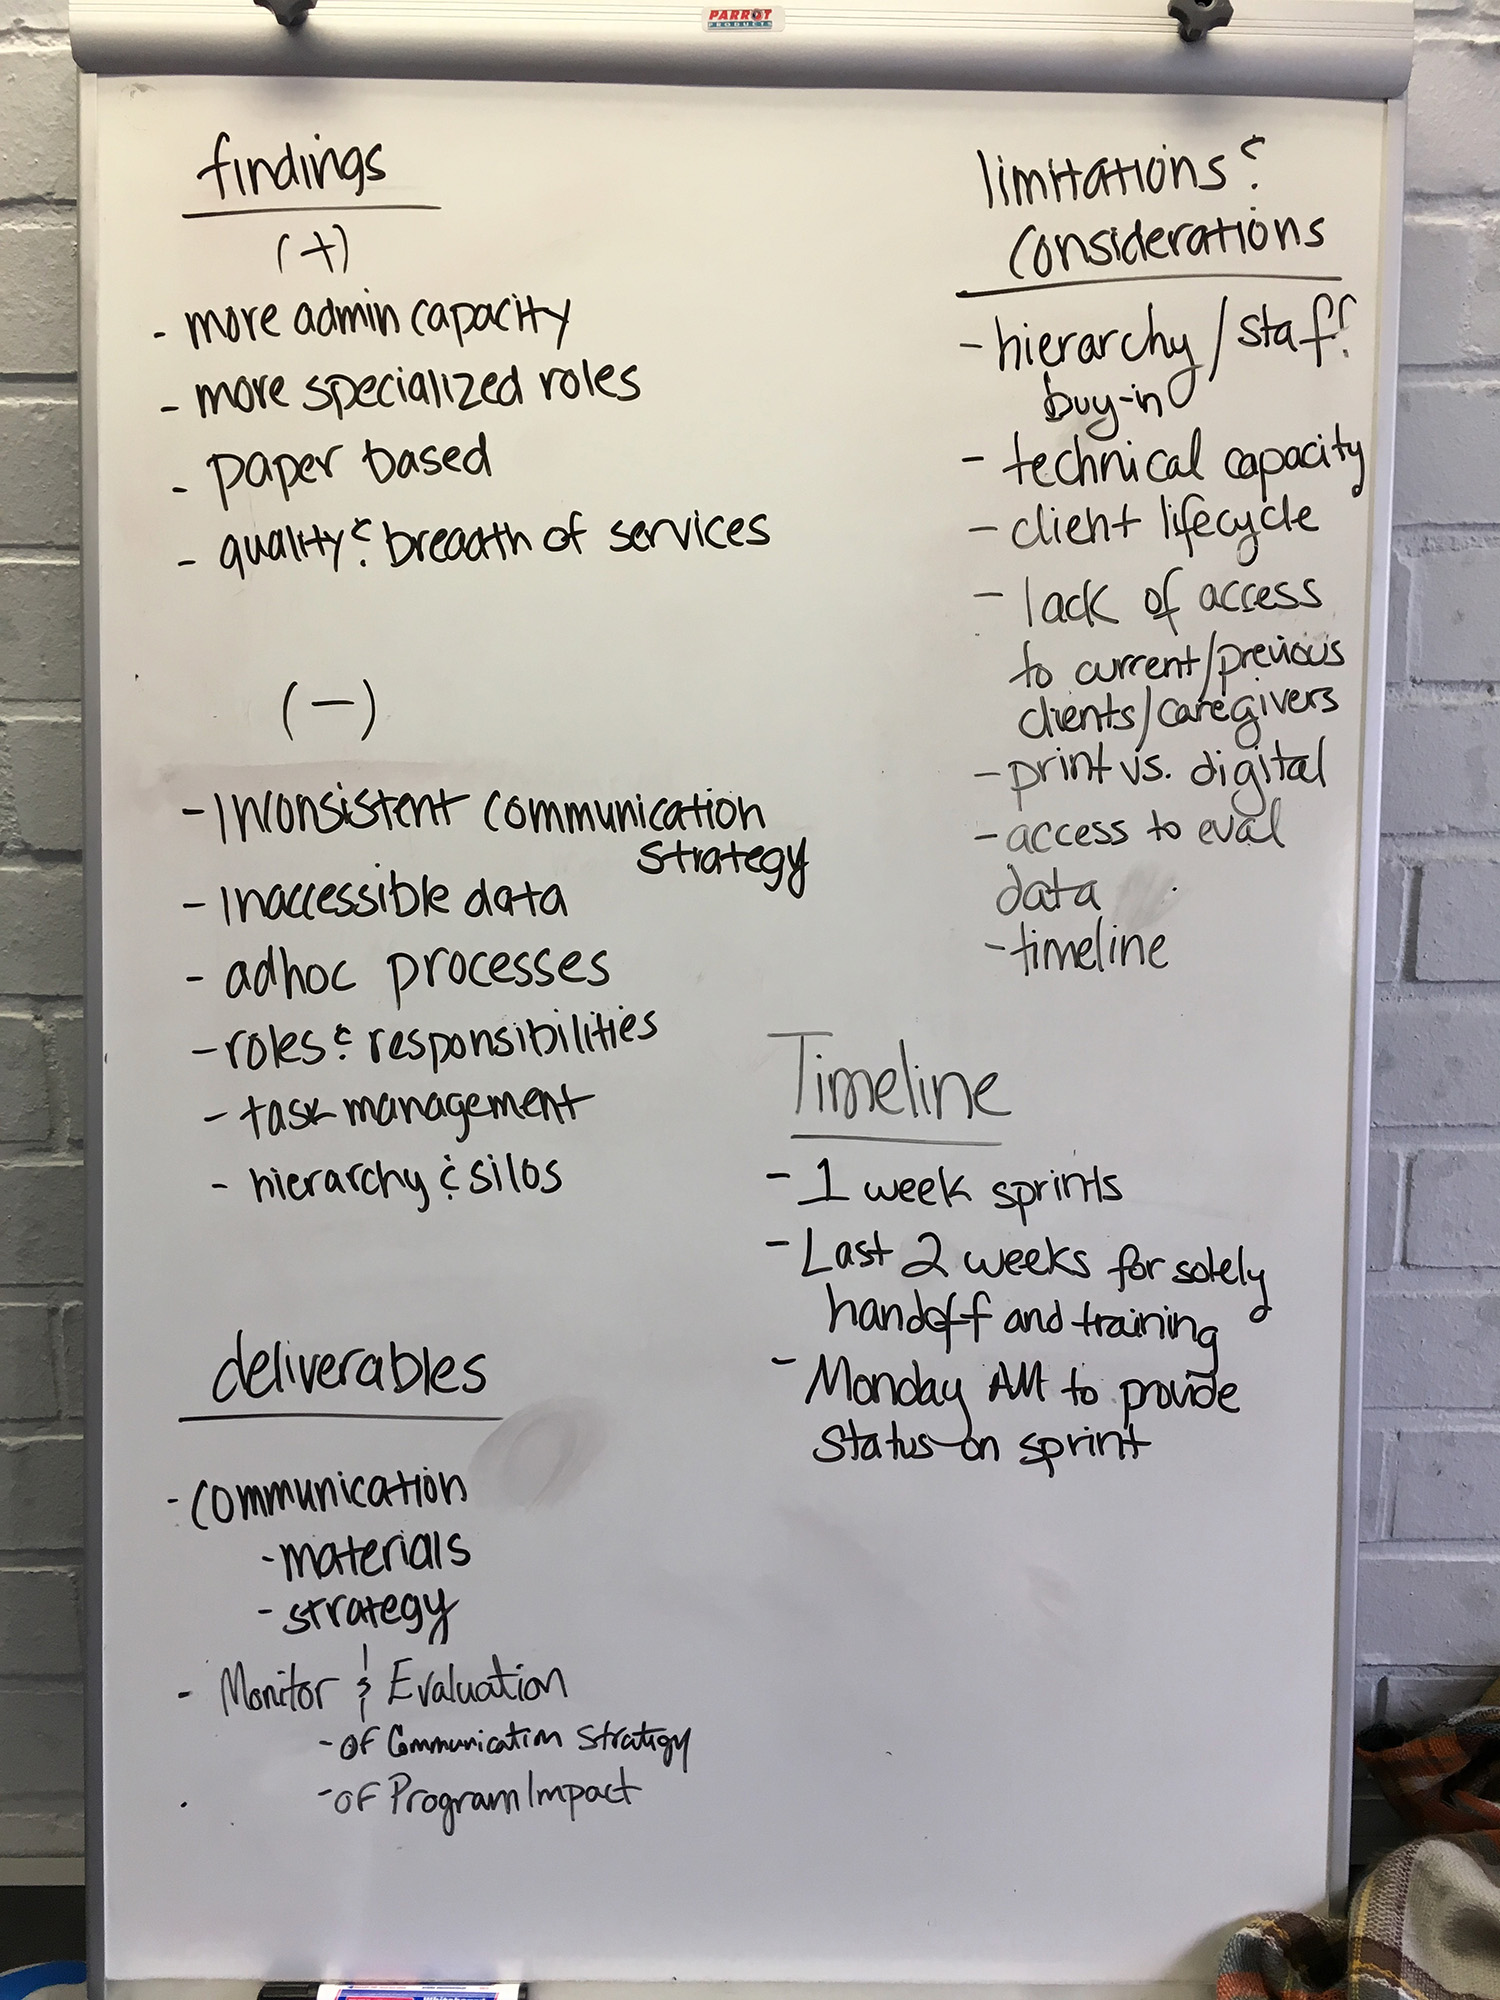 PARROT
PRODUCTS
findings
(+)
- more admin capacity
- more specialized roles
- paper based
- quality & breadth of services
(-)
- inconsistent communication
strategy
- inaccessible data
- adhoc processes
- roles & responsibilities
- task management
- hierarchy & silos
deliverables
- communication
- materials
- strategy
- Monitor & Evaluation
- of Communication Strategy
- of Program Impact
limitations &
considerations
- hierarchy / staff
buy-in
- technical capacity
- client lifecycle
- lack of access
to current/previous
clients/caregivers
- print vs. digital
- access to eval
data
- timeline
Timeline
- 1 week sprints
- Last 2 weeks for solely
handoff and training
- Monday AM to provide
status on sprint